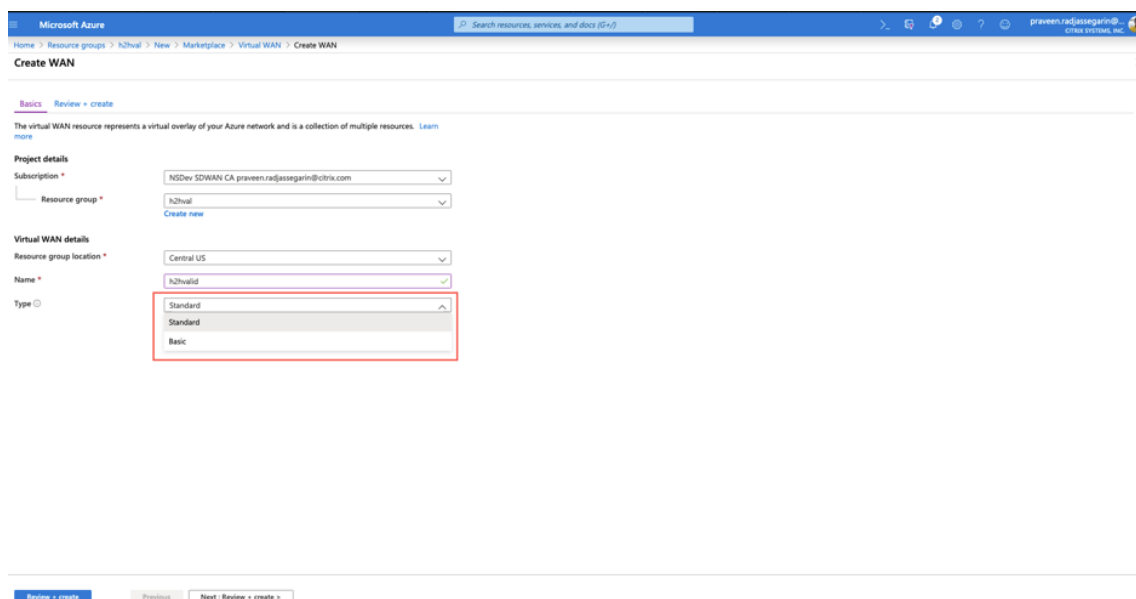 Microsoft Azure
Search resources, services, and docs (G+/)
2
praveen.radjassegarin@...
CITRIX SYSTEMS, INC.
Home > Resource groups > h2hval > New > Marketplace > Virtual WAN > Create WAN
Create WAN
Basics Review + create
The virtual WAN resource represents a virtual overlay of your Azure network and is a collection of multiple resources. Learn
more
Project details
Subscription *
NSDev SDWAN CA praveen.radjassegarin@citrix.com
Resource group *
h2hval
Create new
Virtual WAN details
Resource group location *
Central US
Name *
h2hvalid
Type
Standard
Standard
Basic
Review + create Previous Next : Review + create >